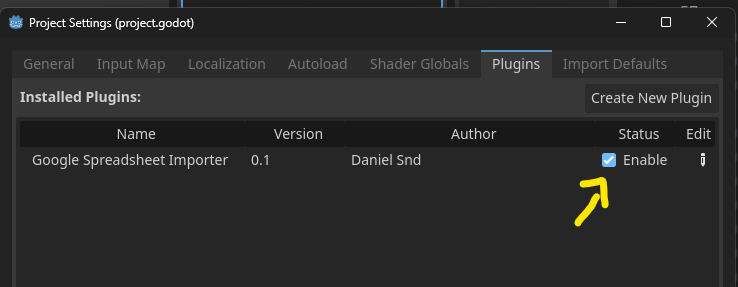 Project Settings (project.godot)
General Input Map Localization Autoload Shader Globals Plugins Import Defaults
Installed Plugins: Create New Plugin
Name Version Author Status Edit
Google Spreadsheet Importer 0.1 Daniel Snd Enable